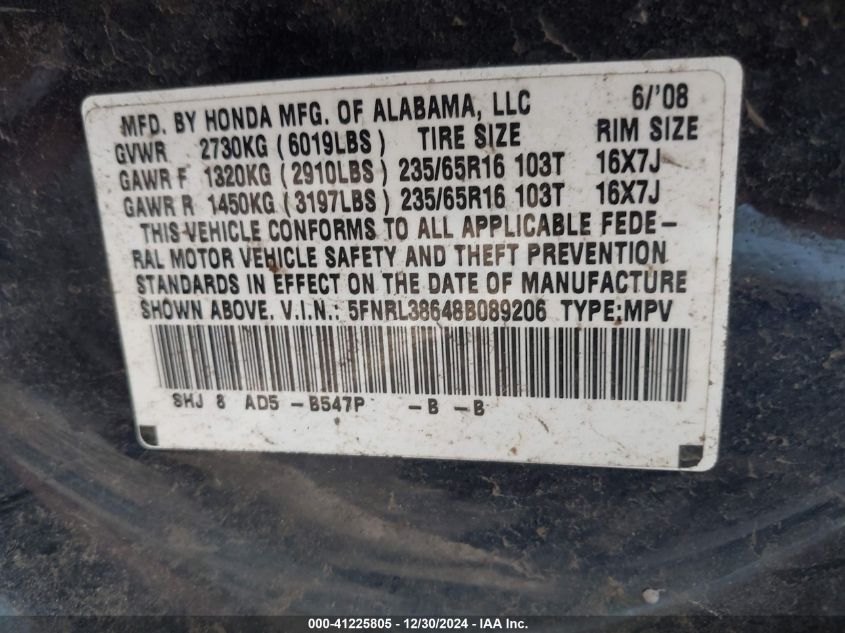 MFD. BY HONDA MFG. OF ALABAMA, LLC 6/'08
GVWR 2730KG (6019LBS) TIRE SIZE RIM SIZE
GAWR F 1320KG (2910LBS) 235/65R16 103T 16X7J
GAWR R 1450KG (3197LBS) 235/65R16 103T 16X7J
THIS VEHICLE CONFORMS TO ALL APPLICABLE FEDE-
RAL MOTOR VEHICLE SAFETY AND THEFT PREVENTION
STANDARDS IN EFFECT ON THE DATE OF MANUFACTURE
SHOWN ABOVE. V.I.N.: 5FNRL38648B089206 TYPE:MPV
SHJ 8 AD5 -B547P -B -B
000-41225805 - 12/30/2024 - IAA Inc.